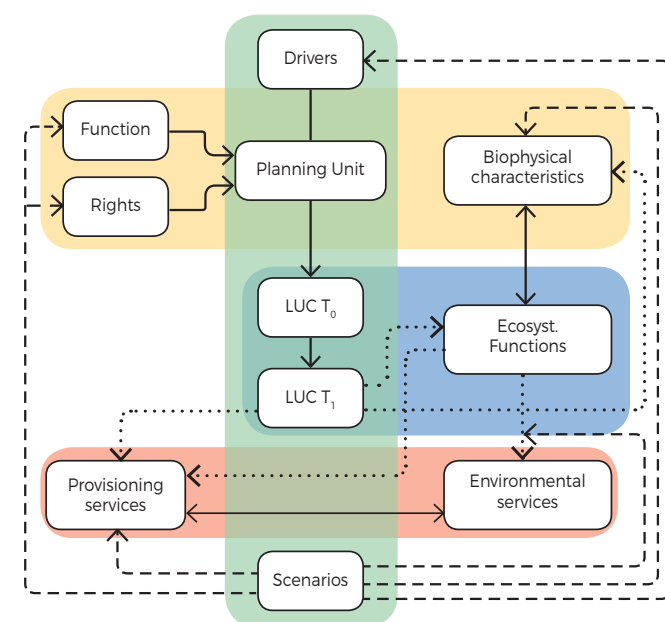 Drivers
Function
Planning Unit
Biophysical
characteristics
Rights
LUC T₀
Ecosyst.
Functions
LUC T₁
Provisioning
services
Environmental
services
Scenarios